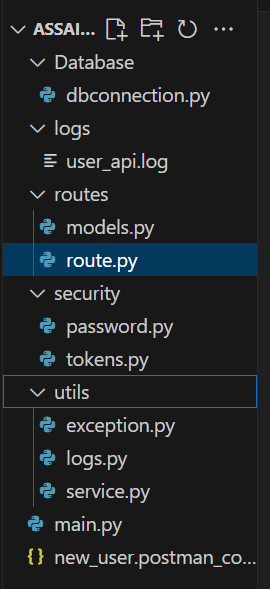 ASSAI...
Database
dbconnection.py
logs
user_api.log
routes
models.py
route.py
security
password.py
tokens.py
utils
exception.py
logs.py
service.py
main.py
{} new_user.postman_co...